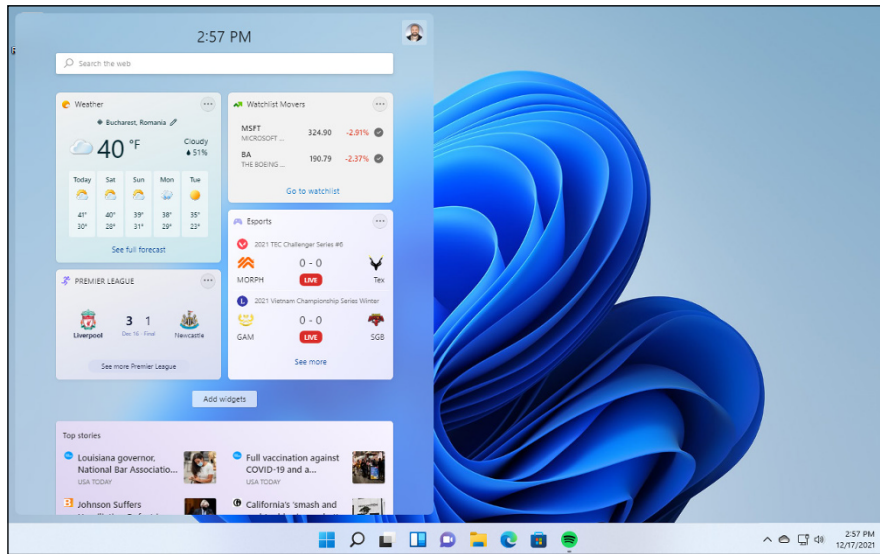 2:57 PM
Search the web
Weather
Bucharest, Romania
40 °F
Cloudy
51%
Today Sat Sun Mon Tue
41° 40° 39° 38° 35°
30° 28° 31° 29° 23°
See full forecast
Watchlist Movers
MSFT
MICROSOFT ...
324.90 -2.91%
BA
THE BOEING ...
190.79 -2.37%
Go to watchlist
Esports
2021 TEC Challenger Series #6
0 - 0
MORPH LIVE Tex
2021 Vietnam Championship Series Winter
0 - 0
GAM LIVE SGB
See more
PREMIER LEAGUE
3 1
Liverpool Dec 16 · Final Newcastle
See more Premier League
Add widgets
Top stories
Louisiana governor,
National Bar Associatio...
USA TODAY
Full vaccination against
COVID-19 and a...
USA TODAY
Johnson Suffers
California's 'smash and
2:57 PM
12/17/2021